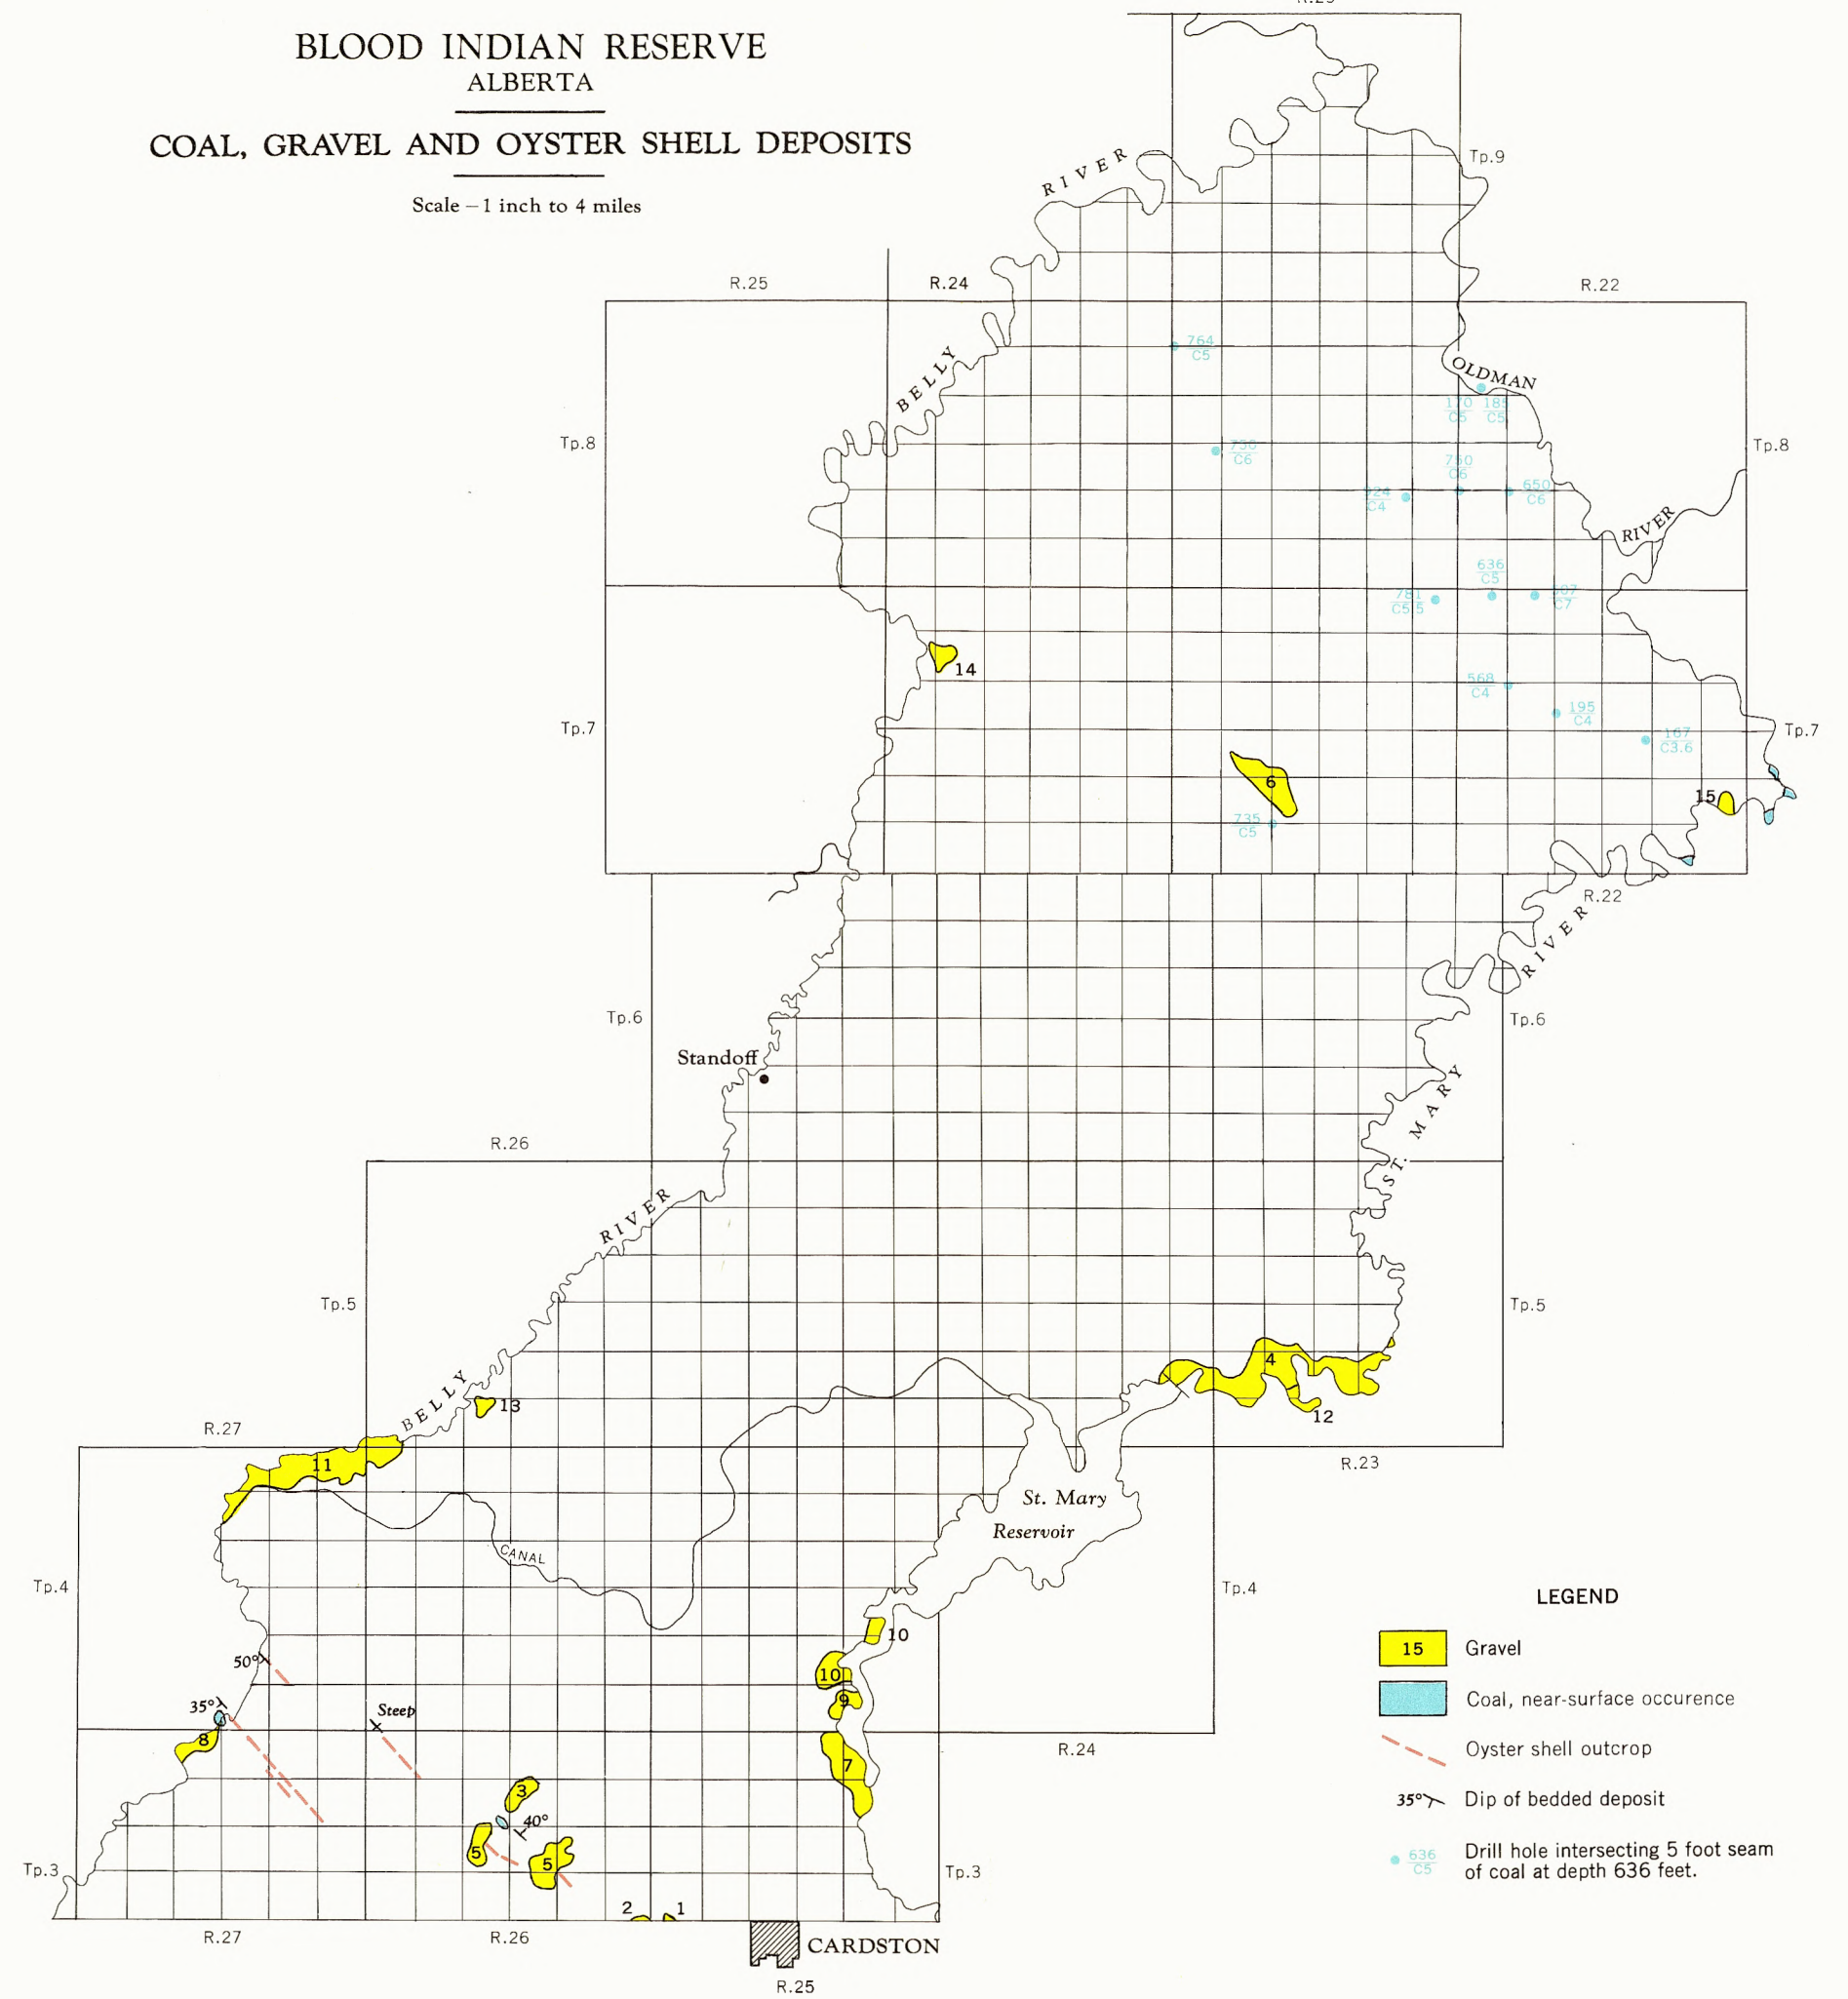 R.23
BLOOD INDIAN RESERVE
ALBERTA
COAL, GRAVEL AND OYSTER SHELL DEPOSITS
Scale – 1 inch to 4 miles
RIVER
Tp.9
R.25
R.24
R.22
764
C5
BELLY
OLDMAN
170
C5
185
C5
Tp.8
C6
Tp.8
750
C6
C4
650
C6
RIVER
636
C5
781
C5.5
C7
14
568
C4
195
C4
Tp.7
Tp.7
167
C3.6
6
15
735
C5
R.22
RIVER
Tp.6
Tp.6
Standoff
MARY
R.26
ST.
RIVER
Tp.5
Tp.5
4
BELLY
13
12
R.27
11
R.23
St. Mary
Reservoir
CANAL
Tp.4
Tp.4
LEGEND
10
15 Gravel
50°
10
9
Coal, near-surface occurence
35°
Steep
8
R.24
Oyster shell outcrop
7
3
35° Dip of bedded deposit
40°
5
5
636
C5
Drill hole intersecting 5 foot seam
of coal at depth 636 feet.
Tp.3
Tp.3
2
1
R.27
R.26
CARDSTON
R.25